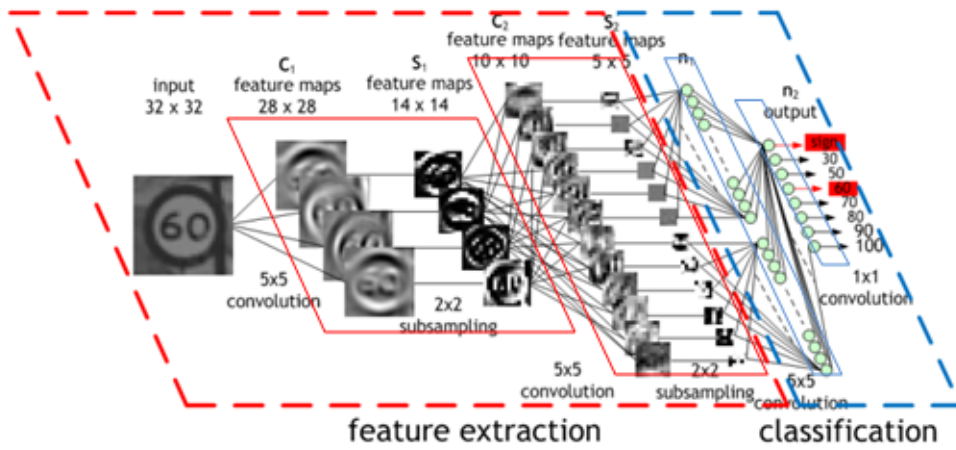 input
32 x 32
C1
feature maps
28 x 28
S1
feature maps
14 x 14
C2
feature maps
10 x 10
S2
feature maps
5 x 5
n1
n2
output
sign
30
50
60
70
80
90
100
60
5x5
convolution
2x2
subsampling
5x5
convolution
2x2
subsampling
5x5
convolution
1x1
convolution
feature extraction
classification